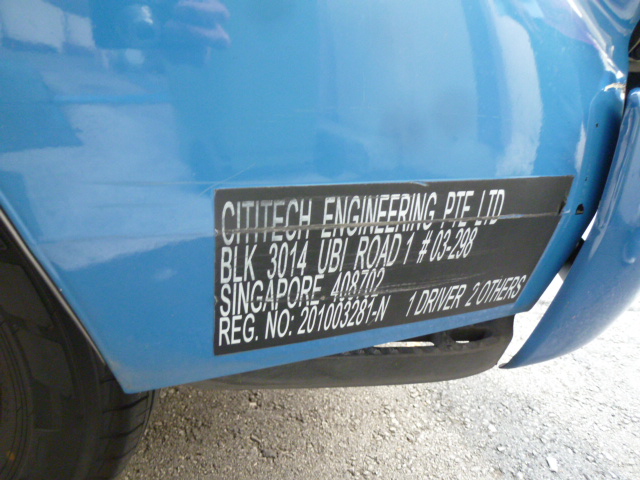 CITITECH ENGINEERING PTE LTD
BLK 3014 UBI ROAD 1 #03-298
SINGAPORE 408702
REG. NO: 201003287-N 1 DRIVER 2 OTHERS